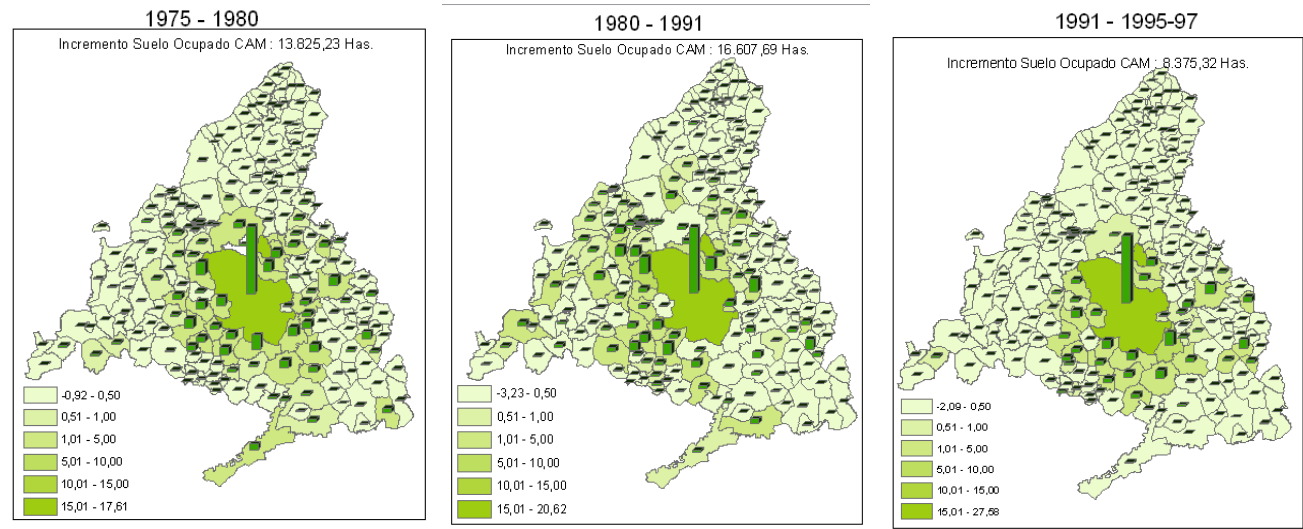 1975 - 1980
Incremento Suelo Ocupado CAM : 13.825,23 Has.
-0,92 - 0,50
0,51 - 1,00
1,01 - 5,00
5,01 - 10,00
10,01 - 15,00
15,01 - 17,61
1980 - 1991
Incremento Suelo Ocupado CAM : 16.607,69 Has.
-3,23 - 0,50
0,51 - 1,00
1,01 - 5,00
5,01 - 10,00
10,01 - 15,00
15,01 - 20,62
1991 - 1995-97
Incremento Suelo Ocupado CAM : 8.375,32 Has.
-2,09 - 0,50
0,51 - 1,00
1,01 - 5,00
5,01 - 10,00
10,01 - 15,00
15,01 - 27,58